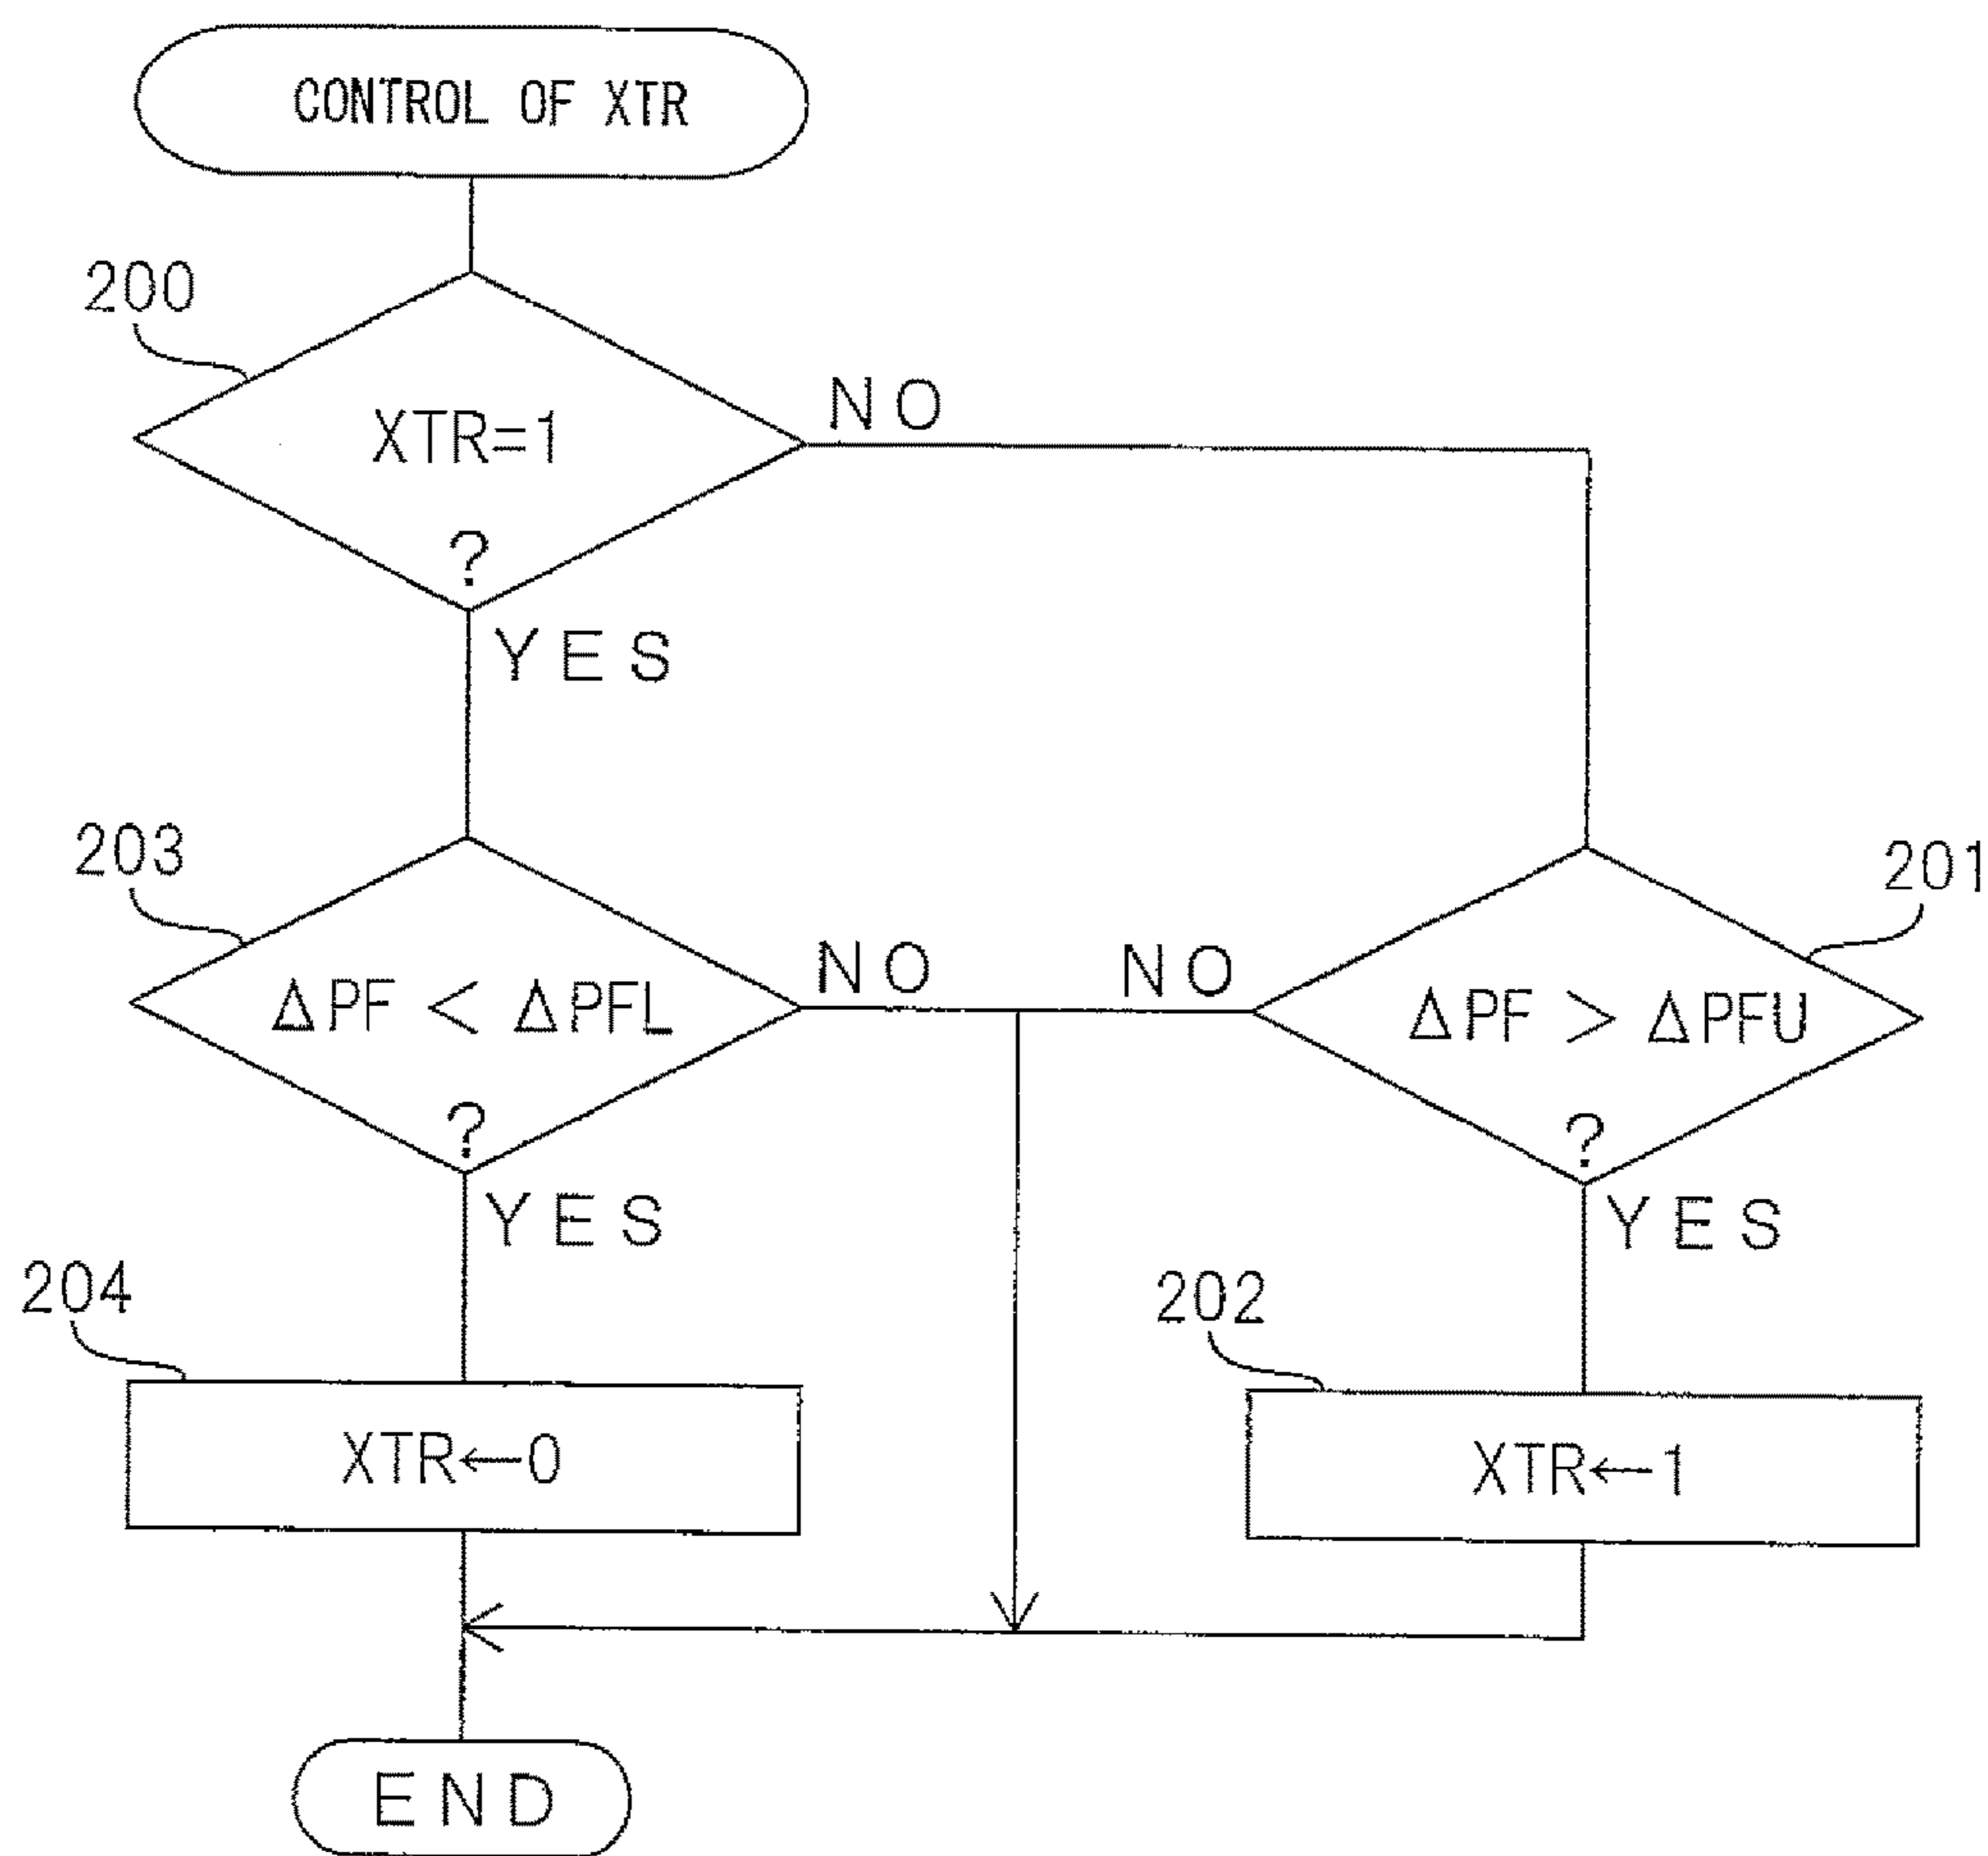 CONTROL OF XTR
200
XTR=1
?
NO
YES
203
ΔPF < ΔPFL
?
NO
YES
201
ΔPF > ΔPFU
?
NO
YES
204
XTR←0
202
XTR←1
END